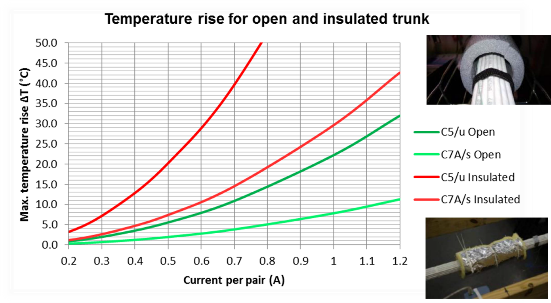 Temperature rise for open and insulated trunk
Max. temperature rise ΔT (°C)
50.0
45.0
40.0
35.0
30.0
25.0
20.0
15.0
10.0
5.0
0.0
0.2 0.3 0.4 0.5 0.6 0.7 0.8 0.9 1 1.1 1.2
Current per pair (A)
C5/u Open
C7A/s Open
C5/u Insulated
C7A/s Insulated